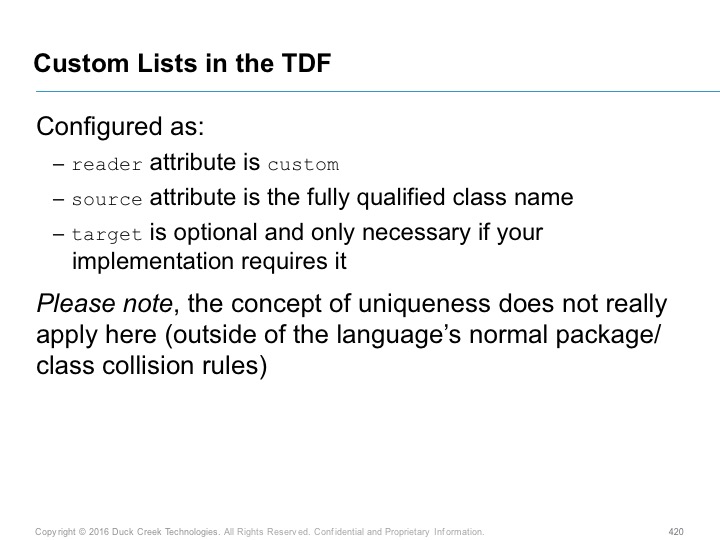 Custom Lists in the TDF
Configured as:
– reader attribute is custom
– source attribute is the fully qualified class name
– target is optional and only necessary if your
implementation requires it
Please note, the concept of uniqueness does not really
apply here (outside of the language’s normal package/
class collision rules)
Copyright © 2016 Duck Creek Technologies. All Rights Reserved. Confidential and Proprietary Information.
420